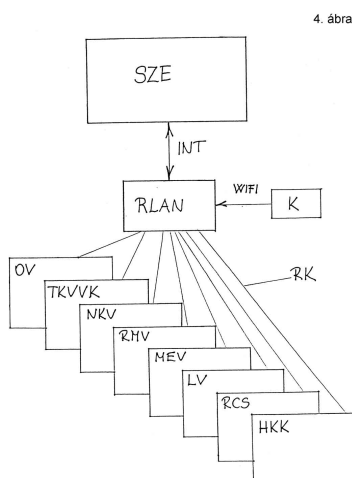 4. ábra
SZE
INT
RLAN
WIFI
K
RK
OV
TKVVK
NKV
RMV
MEV
LV
RCS
HKK